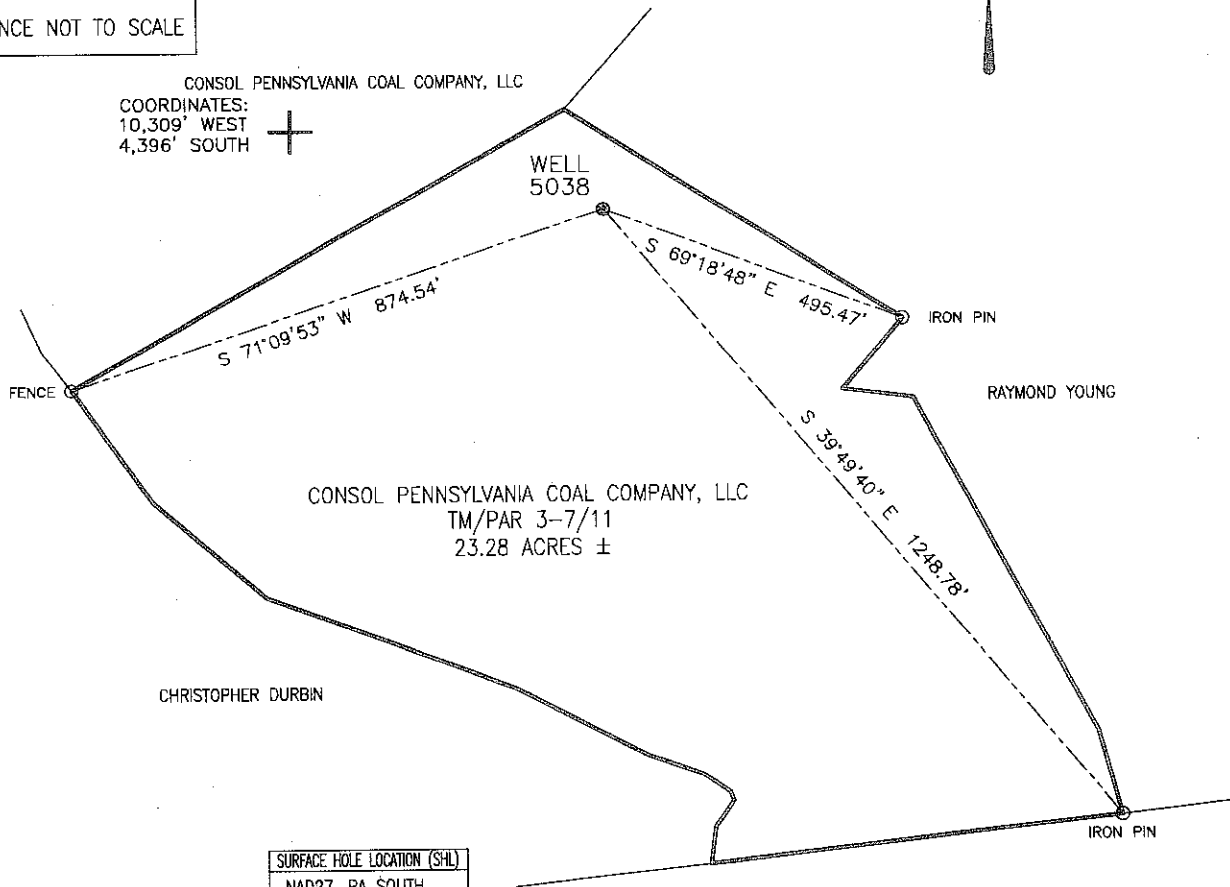 NCE NOT TO SCALE
CONSOL PENNSYLVANIA COAL COMPANY, LLC
COORDINATES:
10,309' WEST
4,396' SOUTH
WELL
5038
S 69°18'48" E 495.47'
S 71°09'53" W 874.54'
IRON PIN
FENCE
RAYMOND YOUNG
S 39°49'40" E 1248.78'
CONSOL PENNSYLVANIA COAL COMPANY, LLC
TM/PAR 3-7/11
23.28 ACRES ±
CHRISTOPHER DURBIN
IRON PIN
SURFACE HOLE LOCATION (SHL)
NAD27, PA SOUTH